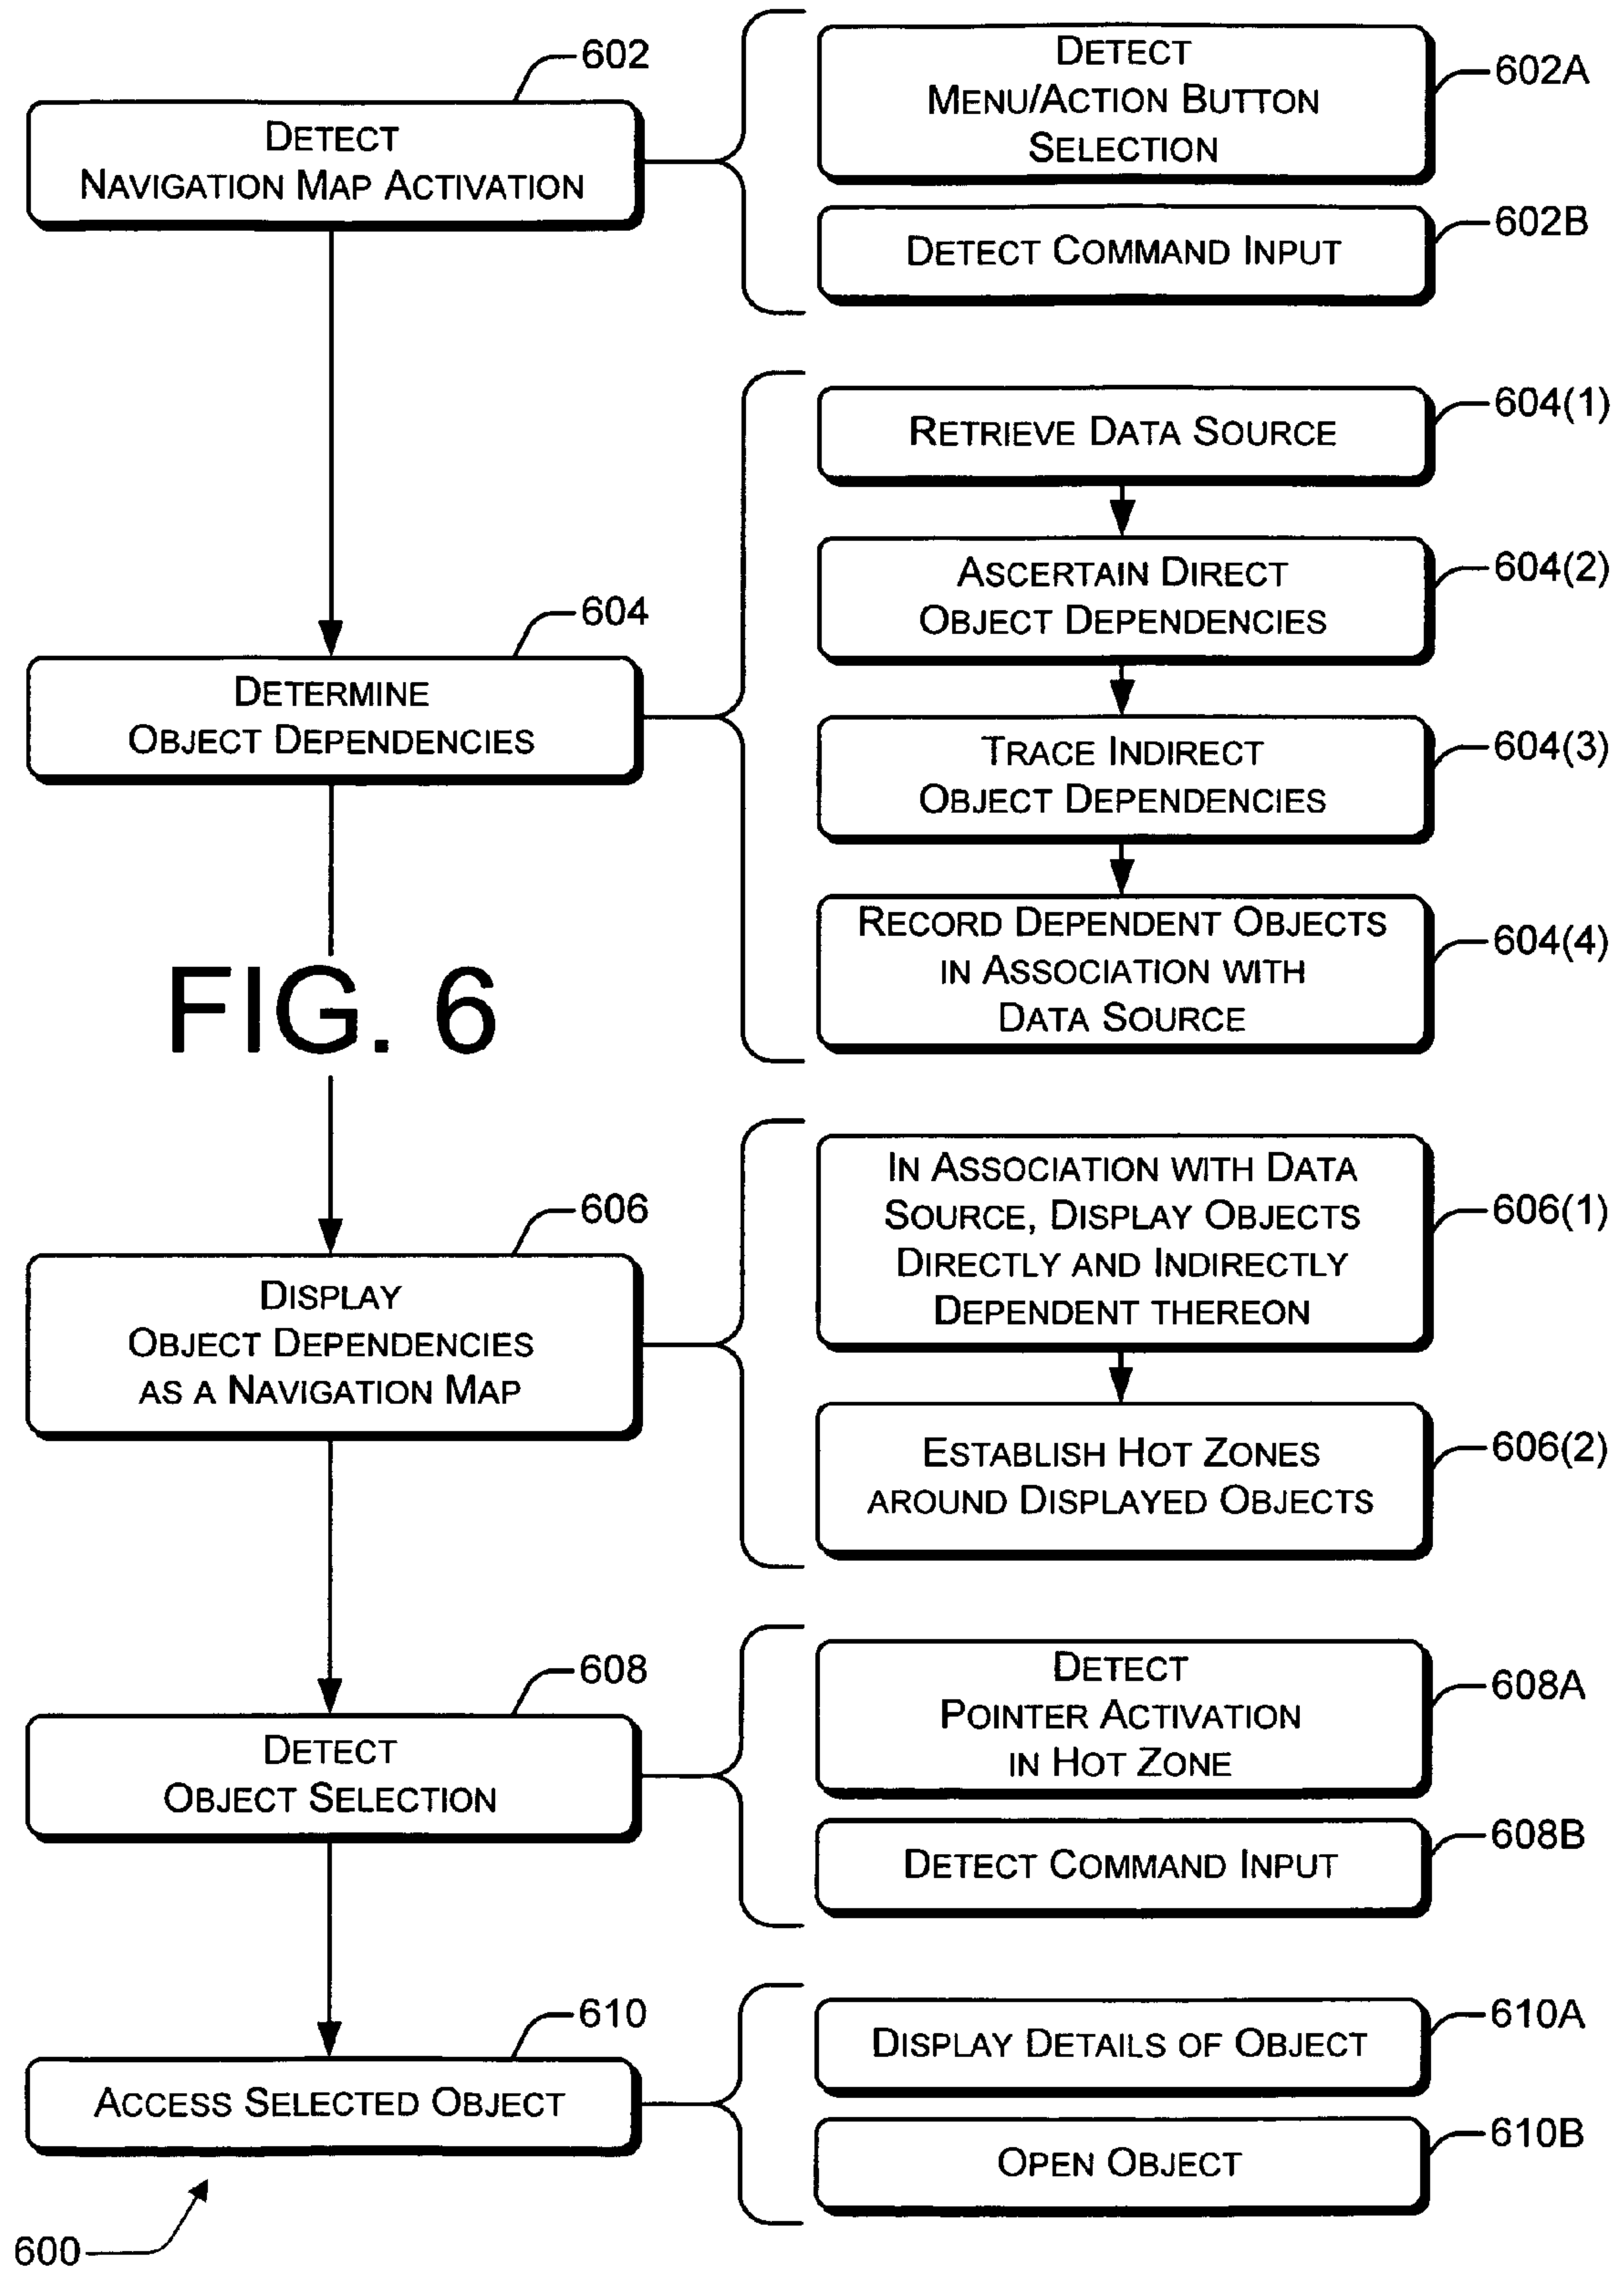 602
DETECT
NAVIGATION MAP ACTIVATION
DETECT
MENU/ACTION BUTTON
SELECTION
602A
DETECT COMMAND INPUT
602B
604
DETERMINE
OBJECT DEPENDENCIES
RETRIEVE DATA SOURCE
604(1)
ASCERTAIN DIRECT
OBJECT DEPENDENCIES
604(2)
TRACE INDIRECT
OBJECT DEPENDENCIES
604(3)
RECORD DEPENDENT OBJECTS
IN ASSOCIATION WITH
DATA SOURCE
604(4)
FIG. 6
606
DISPLAY
OBJECT DEPENDENCIES
AS A NAVIGATION MAP
IN ASSOCIATION WITH DATA
SOURCE, DISPLAY OBJECTS
DIRECTLY AND INDIRECTLY
DEPENDENT THEREON
606(1)
ESTABLISH HOT ZONES
AROUND DISPLAYED OBJECTS
606(2)
608
DETECT
OBJECT SELECTION
DETECT
POINTER ACTIVATION
IN HOT ZONE
608A
DETECT COMMAND INPUT
608B
610
ACCESS SELECTED OBJECT
DISPLAY DETAILS OF OBJECT
610A
OPEN OBJECT
610B
600